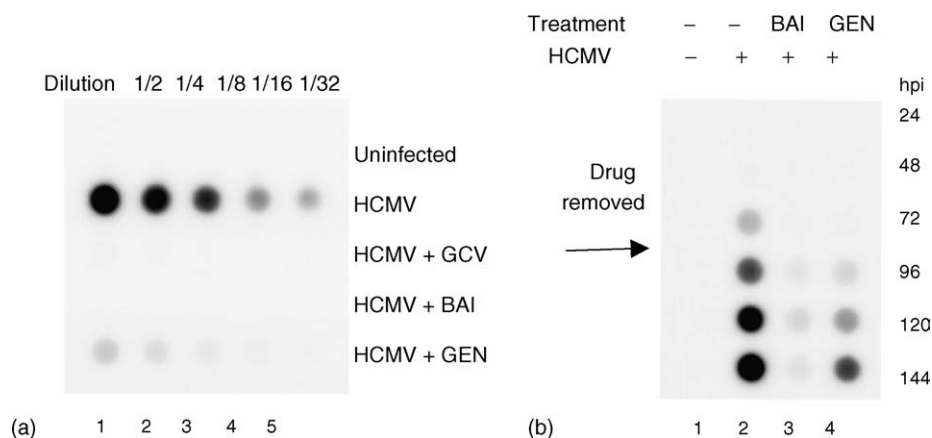 Dilution 1/2 1/4 1/8 1/16 1/32
Uninfected
HCMV
HCMV + GCV
HCMV + BAI
HCMV + GEN
(a) 1 2 3 4 5
Treatment – – BAI GEN
HCMV – + + +
hpi
24
48
Drug
removed
72
96
120
144
(b) 1 2 3 4